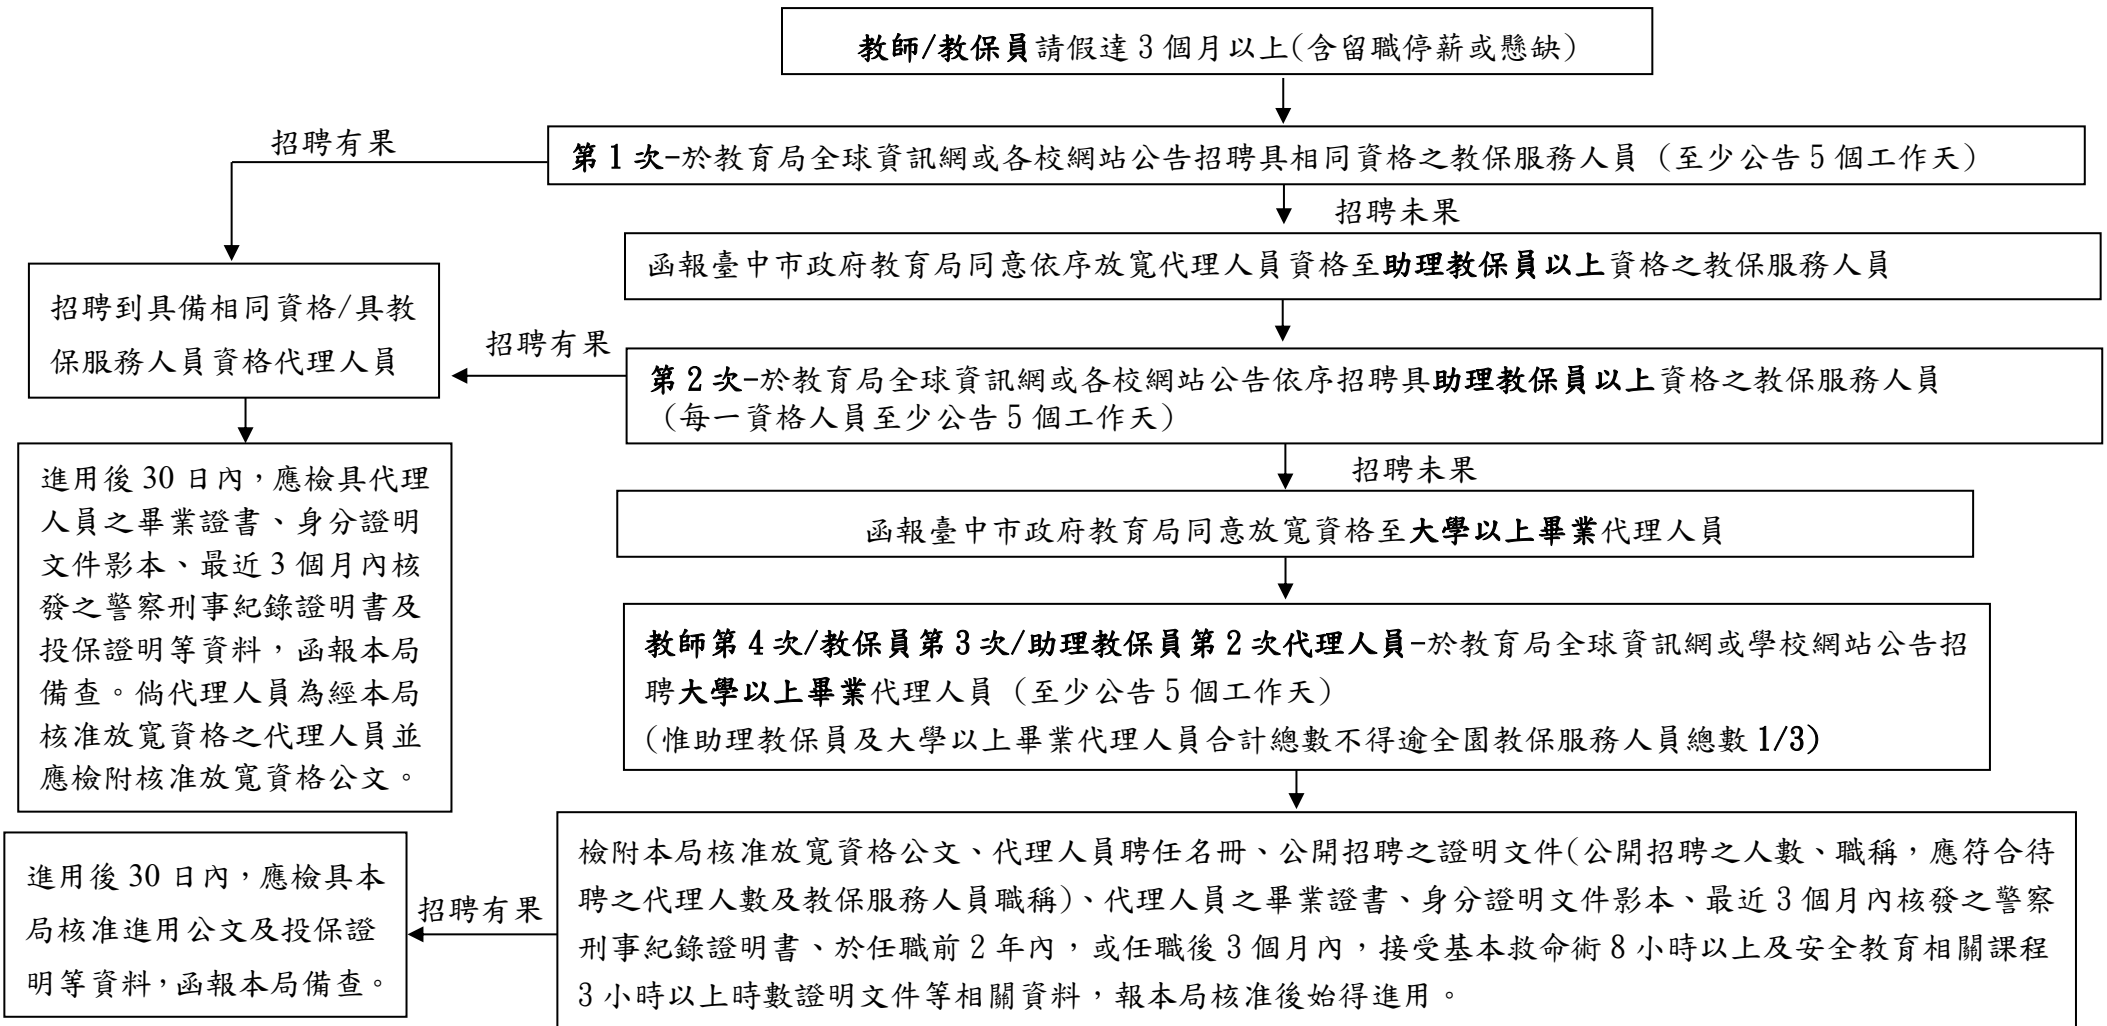 教師/教保員請假達 3 個月以上(含留職停薪或懸缺)
招聘有果
第 1 次-於教育局全球資訊網或各校網站公告招聘具相同資格之教保服務人員（至少公告 5 個工作天）
招聘未果
函報臺中市政府教育局同意依序放寬代理人員資格至助理教保員以上資格之教保服務人員
招聘到具備相同資格/具教
保服務人員資格代理人員
招聘有果
第 2 次-於教育局全球資訊網或各校網站公告依序招聘具助理教保員以上資格之教保服務人員
（每一資格人員至少公告 5 個工作天）
招聘未果
進用後 30 日內，應檢具代理
人員之畢業證書、身分證明
文件影本、最近 3 個月內核
發之警察刑事紀錄證明書及
投保證明等資料，函報本局
備查。倘代理人員為經本局
核准放寬資格之代理人員並
應檢附核准放寬資格公文。
函報臺中市政府教育局同意放寬資格至大學以上畢業代理人員
教師第 4 次/教保員第 3 次/助理教保員第 2 次代理人員-於教育局全球資訊網或學校網站公告招
聘大學以上畢業代理人員（至少公告 5 個工作天）
(惟助理教保員及大學以上畢業代理人員合計總數不得逾全園教保服務人員總數 1/3)
檢附本局核准放寬資格公文、代理人員聘任名冊、公開招聘之證明文件(公開招聘之人數、職稱，應符合待
聘之代理人數及教保服務人員職稱)、代理人員之畢業證書、身分證明文件影本、最近 3 個月內核發之警察
刑事紀錄證明書、於任職前 2 年內，或任職後 3 個月內，接受基本救命術 8 小時以上及安全教育相關課程
3 小時以上時數證明文件等相關資料，報本局核准後始得進用。
招聘有果
進用後 30 日內，應檢具本
局核准進用公文及投保證
明等資料，函報本局備查。